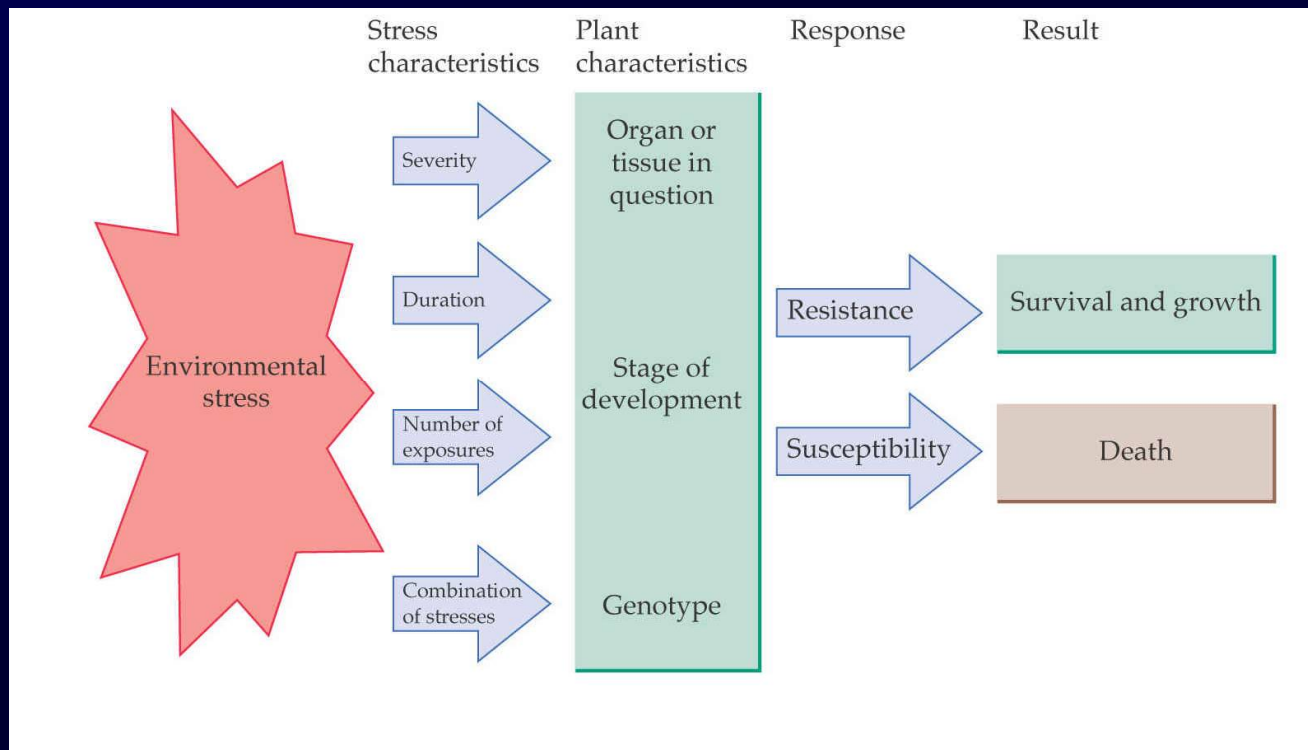 Stress
characteristics
Plant
characteristics
Response
Result
Environmental
stress
Severity
Duration
Number of
exposures
Combination
of stresses
Organ or
tissue in
question
Stage of
development
Genotype
Resistance
Susceptibility
Survival and growth
Death